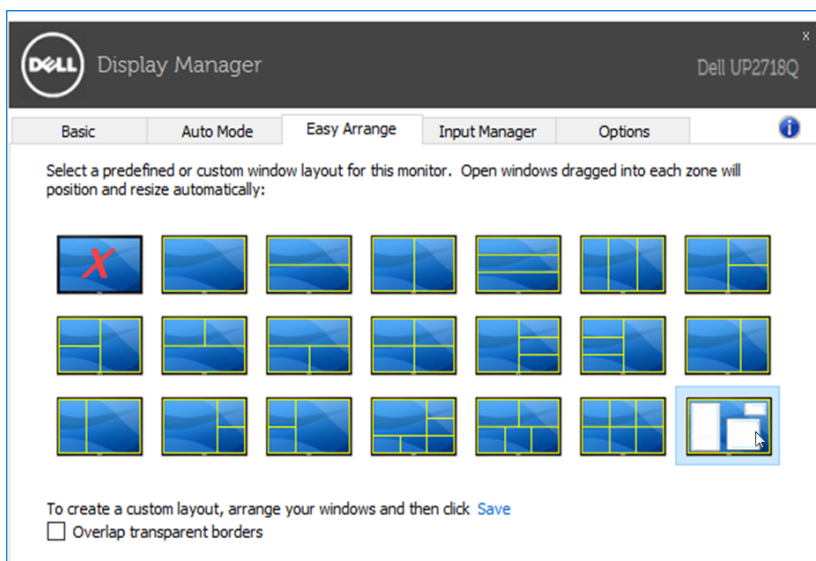 x
DELL Display Manager
Dell UP2718Q
Basic Auto Mode Easy Arrange Input Manager Options i
Select a predefined or custom window layout for this monitor. Open windows dragged into each zone will
position and resize automatically:
X
To create a custom layout, arrange your windows and then click Save
Overlap transparent borders